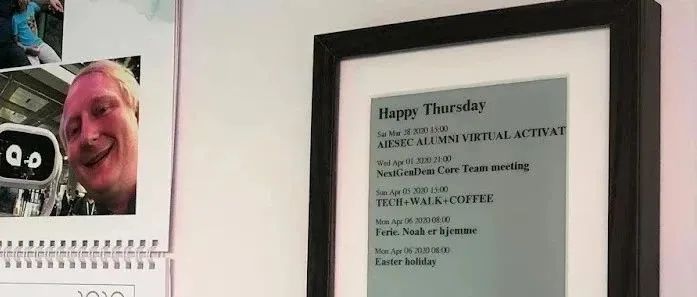 Happy Thursday
Sat Mar 28 2020 15:00
AIESEC ALUMNI VIRTUAL ACTIVAT
Wed Apr 01 2020 21:00
NextGenDem Core Team meeting
Sun Apr 05 2020 15:00
TECH+WALK+COFFEE
Mon Apr 06 2020 08:00
Ferie. Noah er hjemme
Mon Apr 06 2020 08:00
Easter holiday